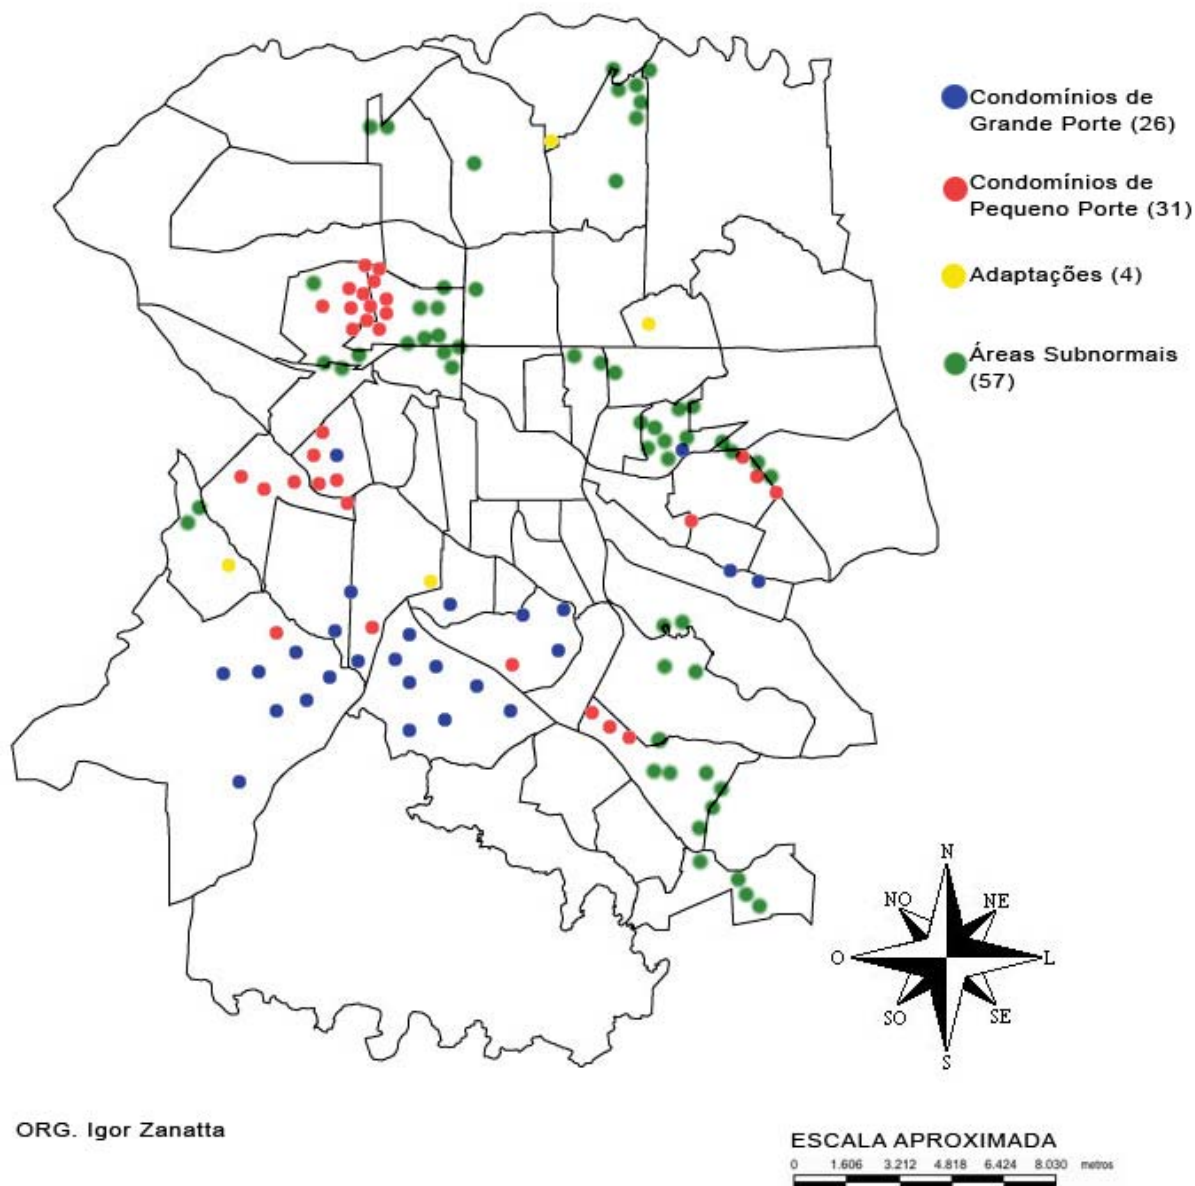 Condomínios de
Grande Porte (26)
Condomínios de
Pequeno Porte (31)
Adaptações (4)
Áreas Subnormais
(57)
N
NO
NE
O
L
SO
SE
S
ORG. Igor Zanatta
ESCALA APROXIMADA
0 1.606 3.212 4.818 6.424 8.030 metros